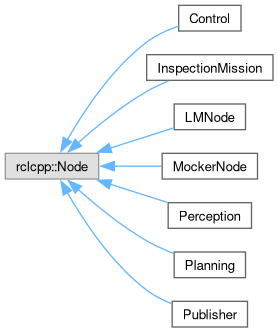 Control
InspectionMission
LMNode
rclcpp::Node
MockerNode
Perception
Planning
Publisher